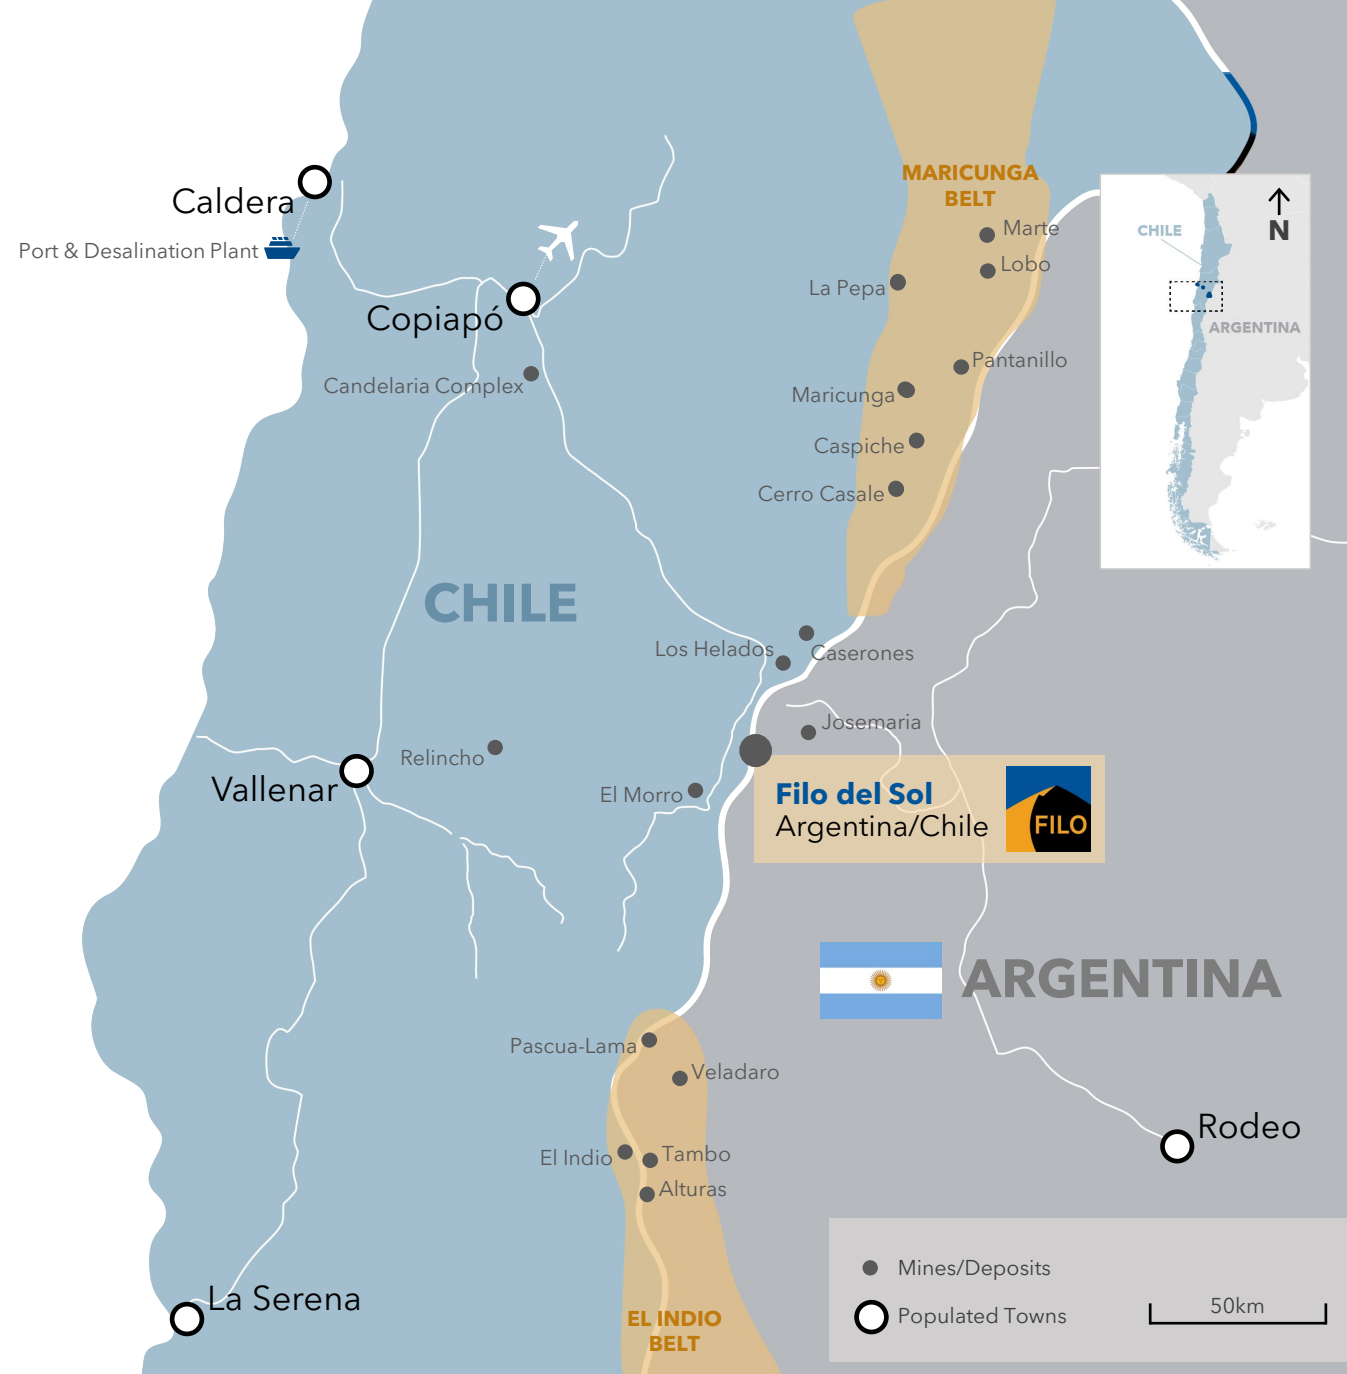 MARICUNGA
BELT
Caldera
Port & Desalination Plant
Marte
Lobo
La Pepa
CHILE
N
ARGENTINA
Copiapó
Candelaria Complex
Pantanillo
Maricunga
Caspiche
Cerro Casale
CHILE
Los Helados
Caserones
Josemaria
Relincho
Vallenar
El Morro
Filo del Sol
Argentina/Chile
FILO
ARGENTINA
Pascua-Lama
Veladaro
Rodeo
El Indio
Tambo
Alturas
La Serena
EL INDIO
BELT
Mines/Deposits
Populated Towns
50km